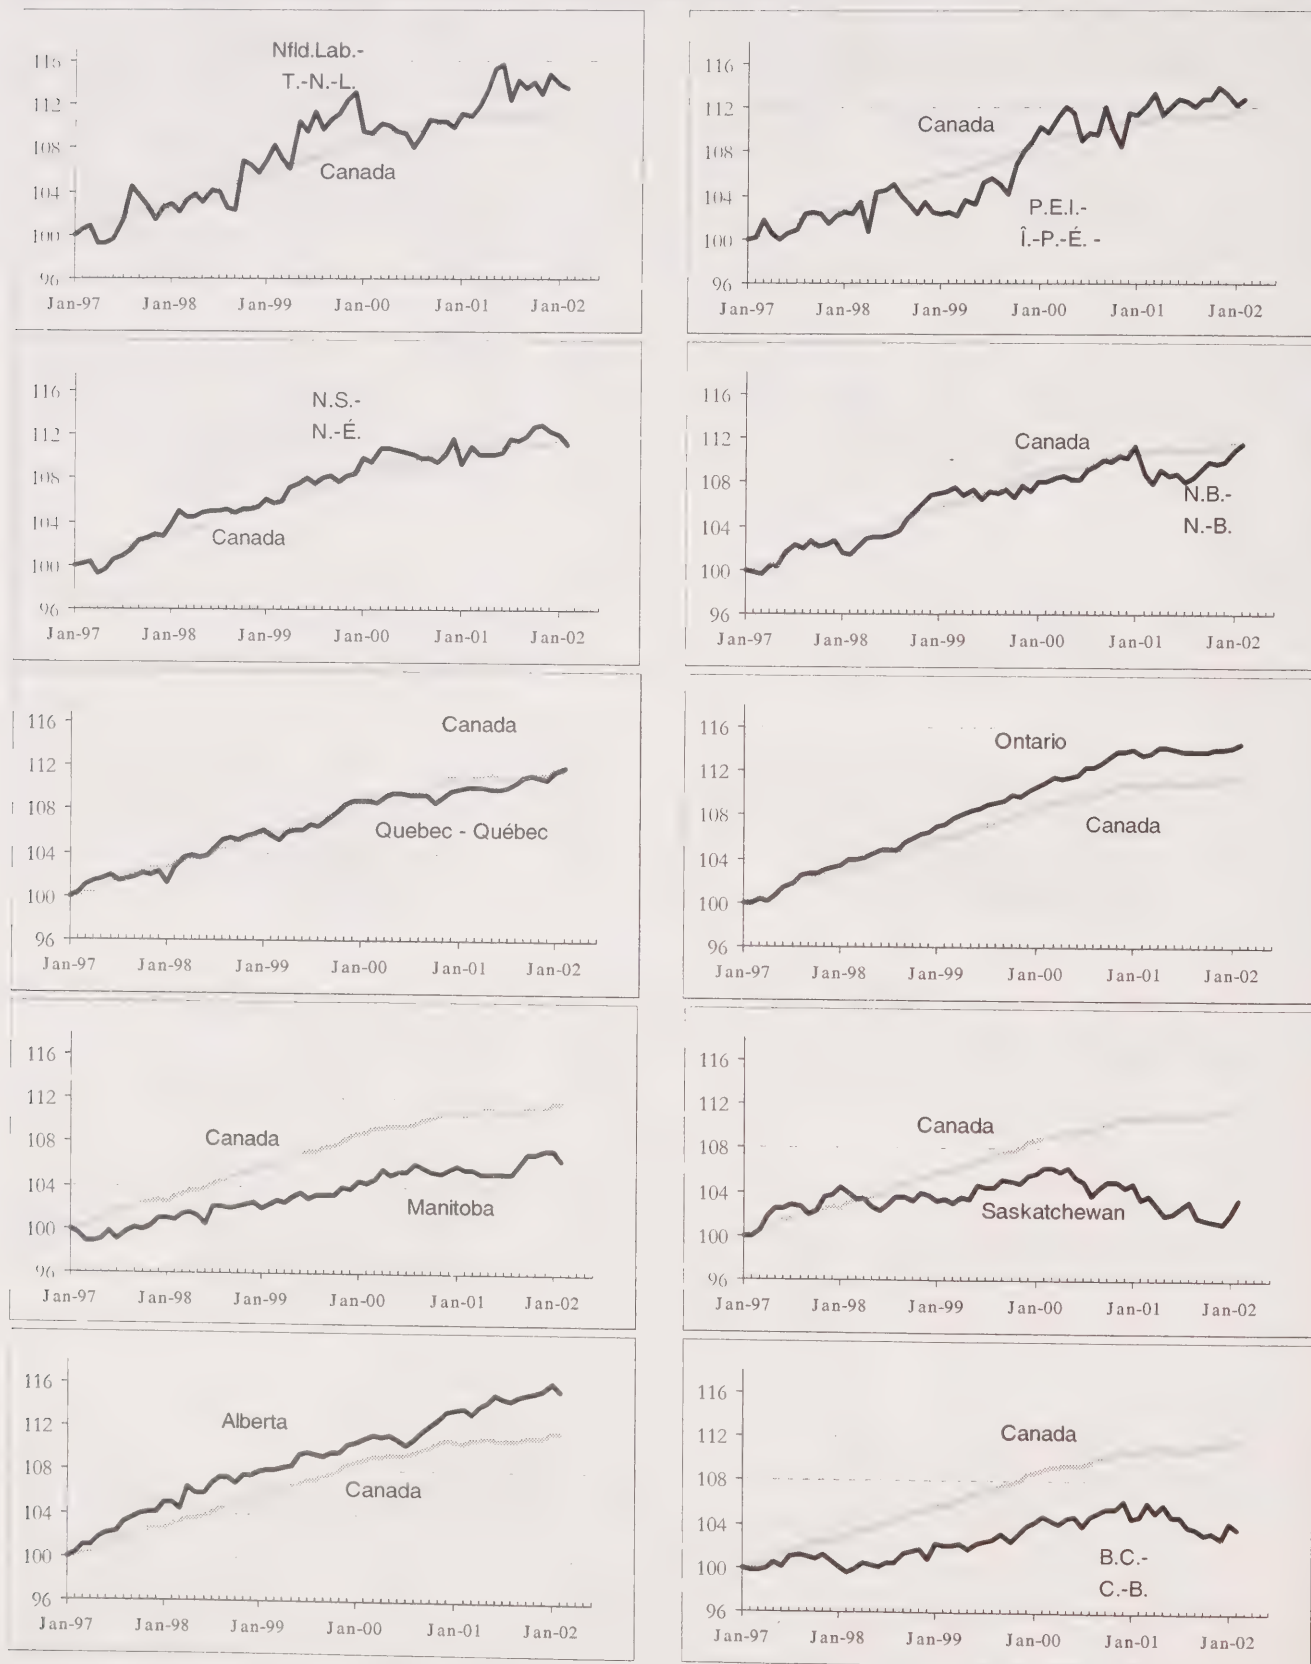 116
112
108
104
100
96
Nfld.Lab.-
T.-N.-L.
Canada
Jan-97 Jan-98 Jan-99 Jan-00 Jan-01 Jan-02
116
112
108
104
100
96
Canada
P.E.I.-
Î.-P.-É. -
Jan-97 Jan-98 Jan-99 Jan-00 Jan-01 Jan-02
116
112
108
104
100
96
N.S.-
N.-É.
Canada
Jan-97 Jan-98 Jan-99 Jan-00 Jan-01 Jan-02
116
112
108
104
100
96
Canada
N.B.-
N.-B.
Jan-97 Jan-98 Jan-99 Jan-00 Jan-01 Jan-02
116
112
108
104
100
96
Canada
Quebec - Québec
Jan-97 Jan-98 Jan-99 Jan-00 Jan-01 Jan-02
116
112
108
104
100
96
Ontario
Canada
Jan-97 Jan-98 Jan-99 Jan-00 Jan-01 Jan-02
116
112
108
104
100
96
Canada
Manitoba
Jan-97 Jan-98 Jan-99 Jan-00 Jan-01 Jan-02
116
112
108
104
100
96
Canada
Saskatchewan
Jan-97 Jan-98 Jan-99 Jan-00 Jan-01 Jan-02
116
112
108
104
100
96
Alberta
Canada
Jan-97 Jan-98 Jan-99 Jan-00 Jan-01 Jan-02
116
112
108
104
100
96
Canada
B.C.-
C.-B.
Jan-97 Jan-98 Jan-99 Jan-00 Jan-01 Jan-02